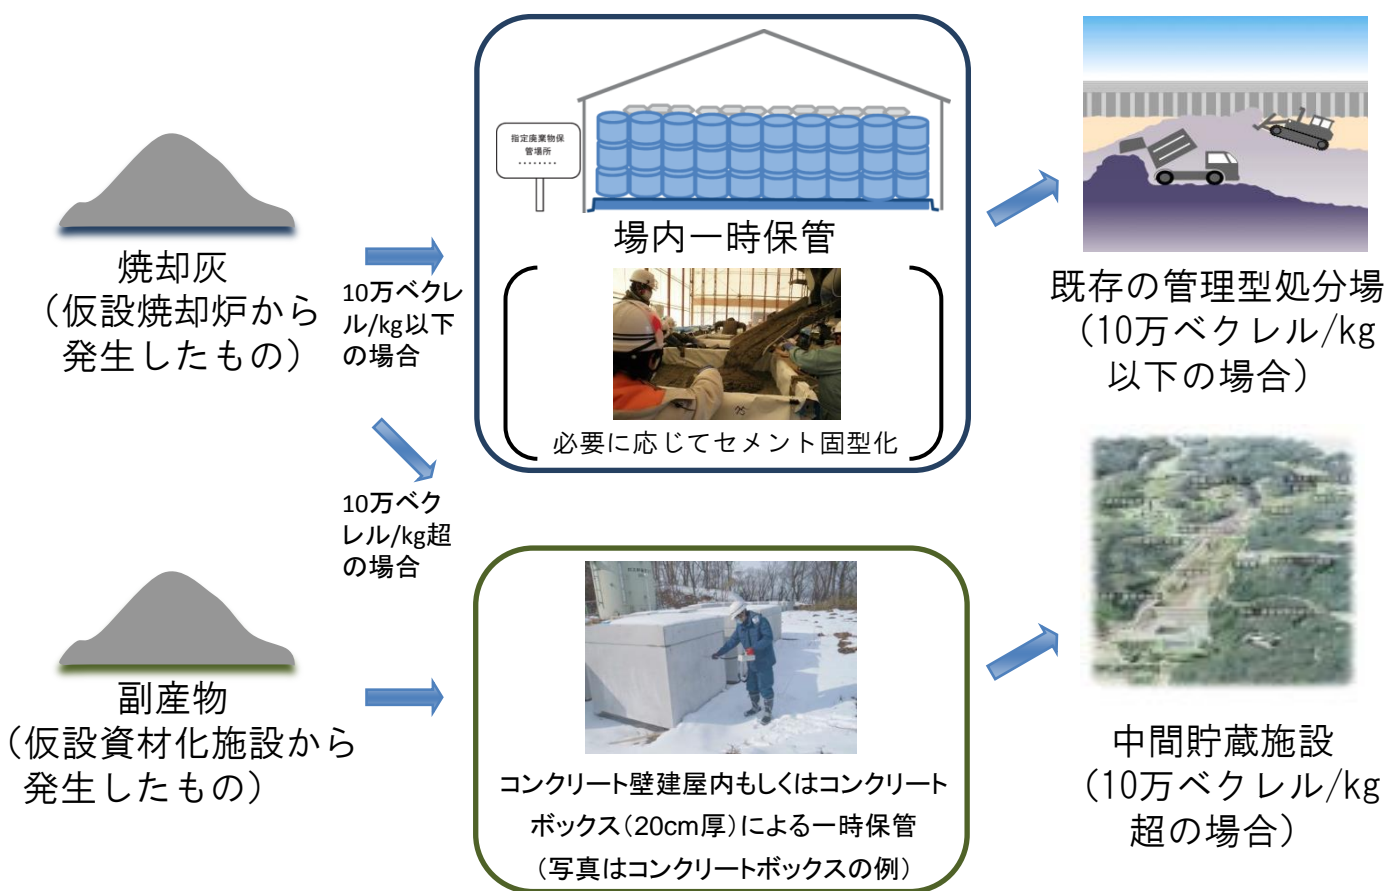 焼却灰
（仮設焼却炉から
発生したもの）
10万ベクレ
ル/kg以下
の場合
10万ベク
レル/kg超
の場合
副産物
（仮設資材化施設から
発生したもの）
指定廃棄物保
管場所
‥‥‥‥
場内一時保管
必要に応じてセメント固型化
コンクリート壁建屋内もしくはコンクリート
ボックス（20cm厚）による一時保管
（写真はコンクリートボックスの例）
既存の管理型処分場
（10万ベクレル/kg
以下の場合）
中間貯蔵施設
（10万ベクレル/kg
超の場合）